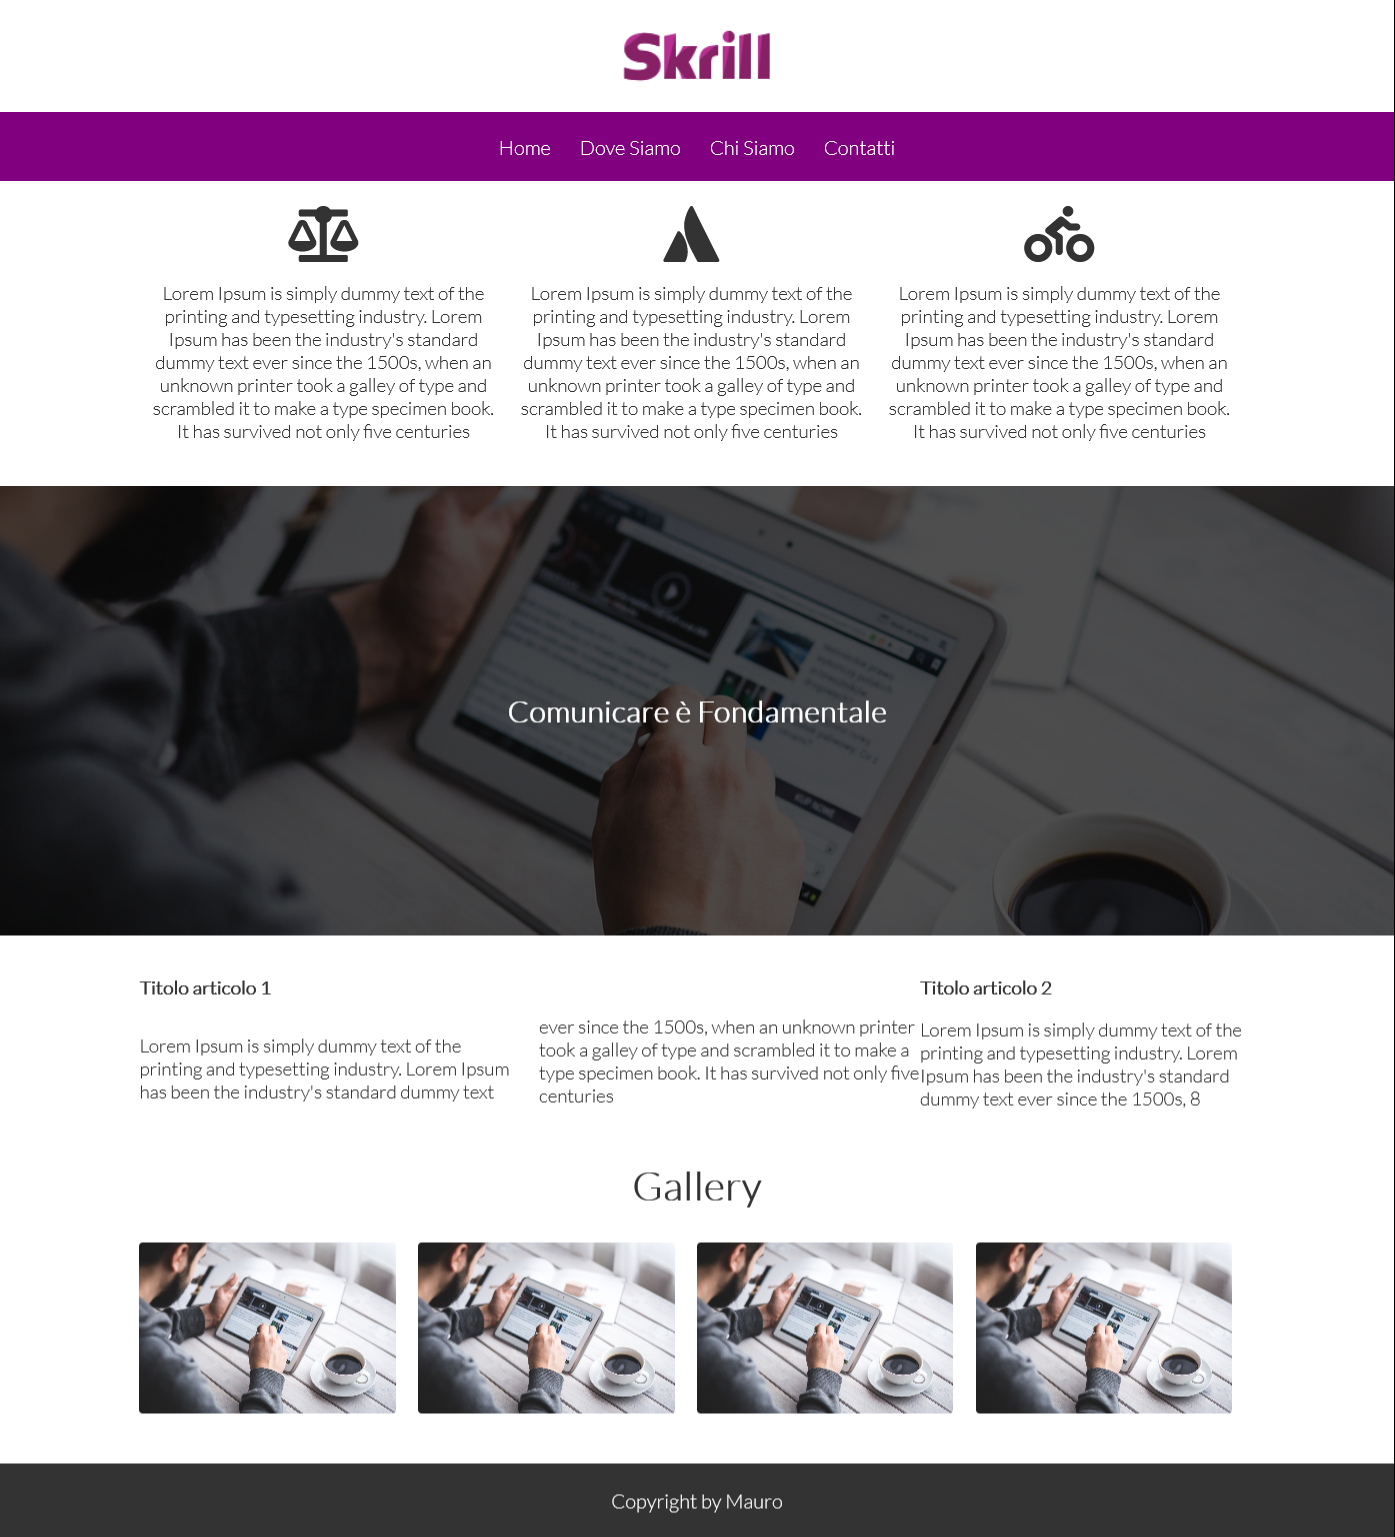 Skrill
Home Dove Siamo Chi Siamo Contatti
Lorem Ipsum is simply dummy text of the
printing and typesetting industry. Lorem
Ipsum has been the industry's standard
dummy text ever since the 1500s, when an
unknown printer took a galley of type and
scrambled it to make a type specimen book.
It has survived not only five centuries
Lorem Ipsum is simply dummy text of the
printing and typesetting industry. Lorem
Ipsum has been the industry's standard
dummy text ever since the 1500s, when an
unknown printer took a galley of type and
scrambled it to make a type specimen book.
It has survived not only five centuries
Lorem Ipsum is simply dummy text of the
printing and typesetting industry. Lorem
Ipsum has been the industry's standard
dummy text ever since the 1500s, when an
unknown printer took a galley of type and
scrambled it to make a type specimen book.
It has survived not only five centuries
Comunicare è Fondamentale
Titolo articolo 1
Lorem Ipsum is simply dummy text of the
printing and typesetting industry. Lorem Ipsum
has been the industry's standard dummy text
ever since the 1500s, when an unknown printer
took a galley of type and scrambled it to make a
type specimen book. It has survived not only five
centuries
Titolo articolo 2
Lorem Ipsum is simply dummy text of the
printing and typesetting industry. Lorem
Ipsum has been the industry's standard
dummy text ever since the 1500s, 8
Gallery
Copyright by Mauro